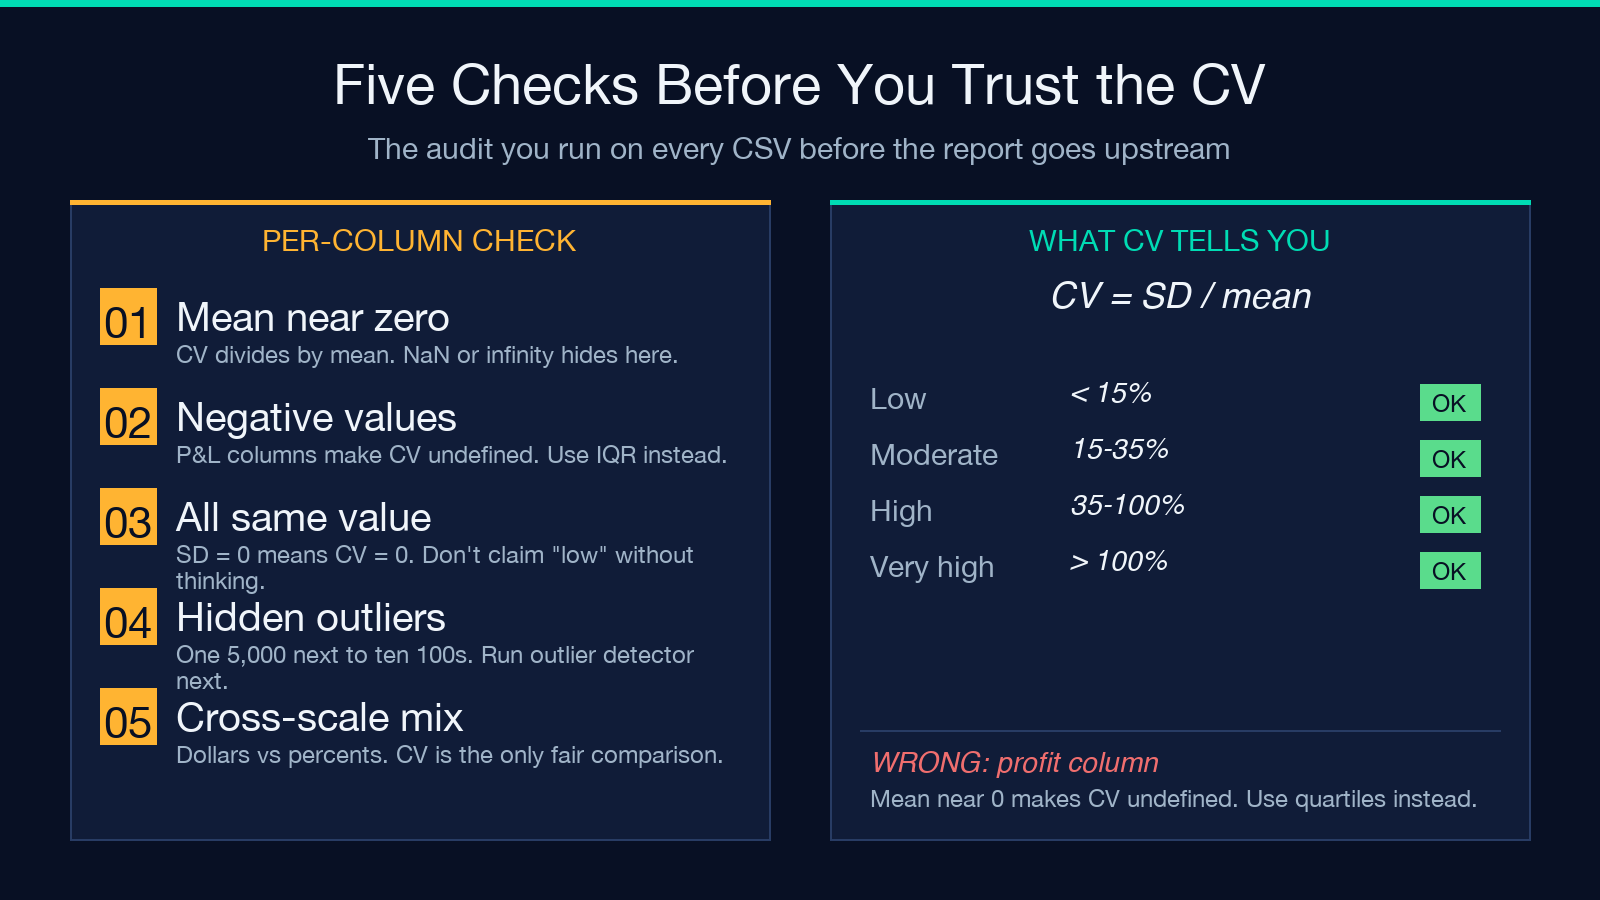 Five Checks Before You Trust the CV
The audit you run on every CSV before the report goes upstream
PER-COLUMN CHECK
01
Mean near zero
CV divides by mean. NaN or infinity hides here.
02
Negative values
P&L columns make CV undefined. Use IQR instead.
03
All same value
SD = 0 means CV = 0. Don't claim "low" without
thinking.
04
Hidden outliers
One 5,000 next to ten 100s. Run outlier detector
next.
05
Cross-scale mix
Dollars vs percents. CV is the only fair comparison.
WHAT CV TELLS YOU
CV = SD / mean
Low < 15% OK
Moderate 15-35% OK
High 35-100% OK
Very high > 100% OK
WRONG: profit column
Mean near 0 makes CV undefined. Use quartiles instead.